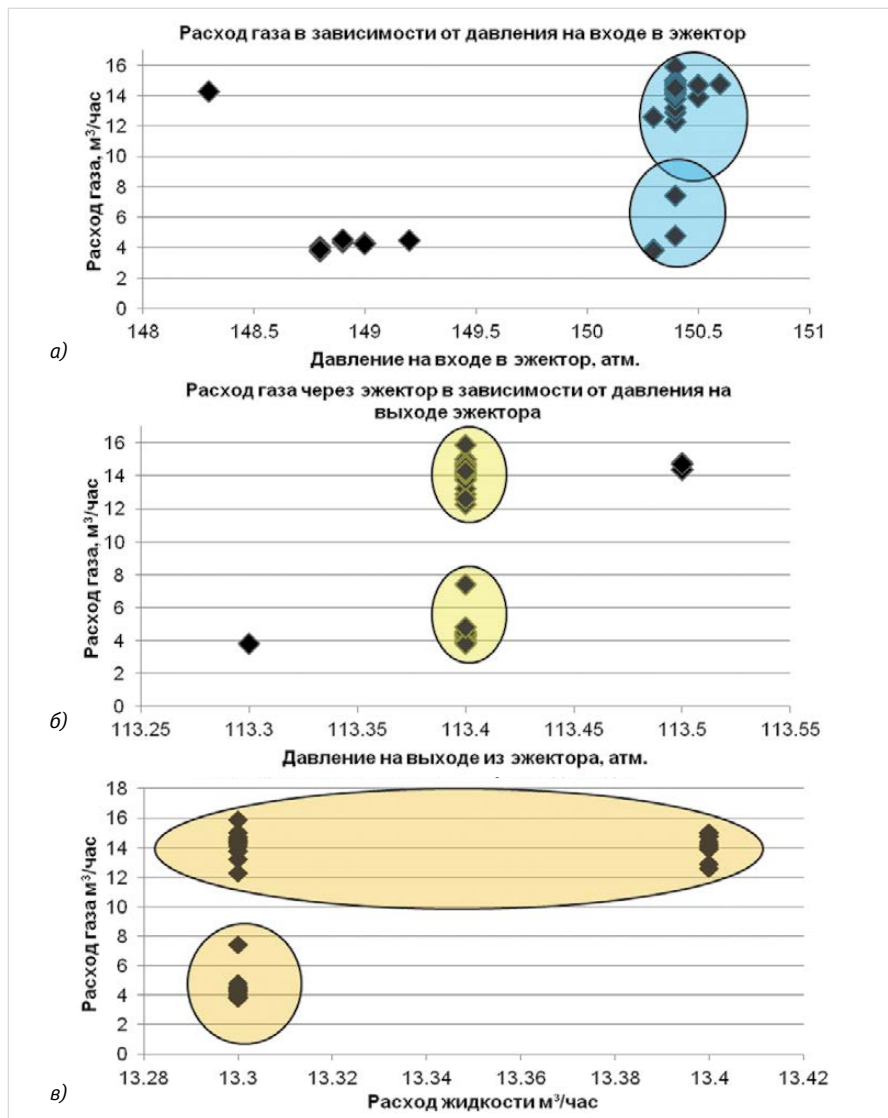 Расход газа в зависимости от давления на входе в эжектор
Расход газа, м³/час
16
14
12
10
8
6
4
2
0
148 148.5 149 149.5 150 150.5 151
а)
Давление на входе в эжектор, атм.
Расход газа через эжектор в зависимости от давления на
выходе эжектора
Расход газа, м³/час
16
14
12
10
8
6
4
2
0
113.25 113.3 113.35 113.4 113.45 113.5 113.55
б)
Давление на выходе из эжектора, атм.
Расход газа м³/час
18
16
14
12
10
8
6
4
2
0
13.28 13.3 13.32 13.34 13.36 13.38 13.4 13.42
в)
Расход жидкости м³/час